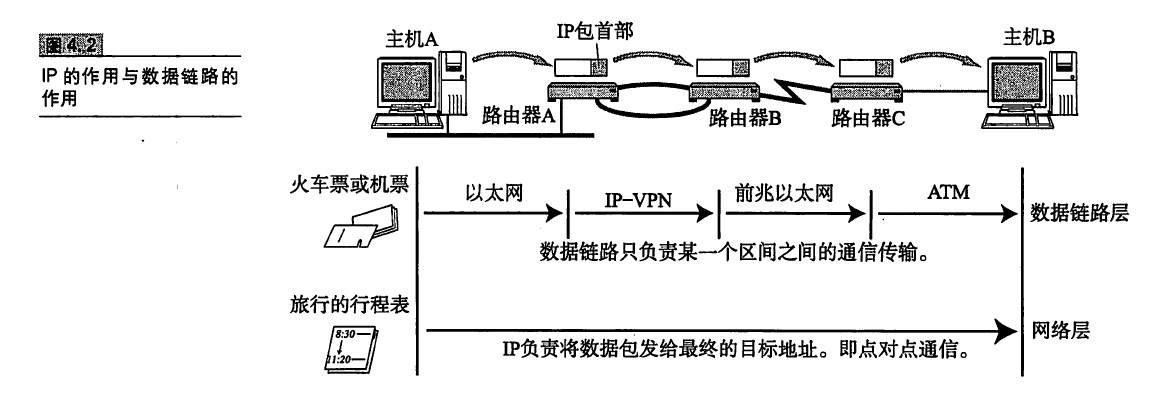 图4.2
IP的作用与数据链路的
作用
主机A
IP包首部
主机B
路由器A
路由器B
路由器C
火车票或机票
以太网
IP-VPN
前兆以太网
ATM
数据链路层
数据链路只负责某一个区间之间的通信传输。
旅行的行程表
8:30
11:20
网络层
IP负责将数据包发给最终的目标地址。即点对点通信。